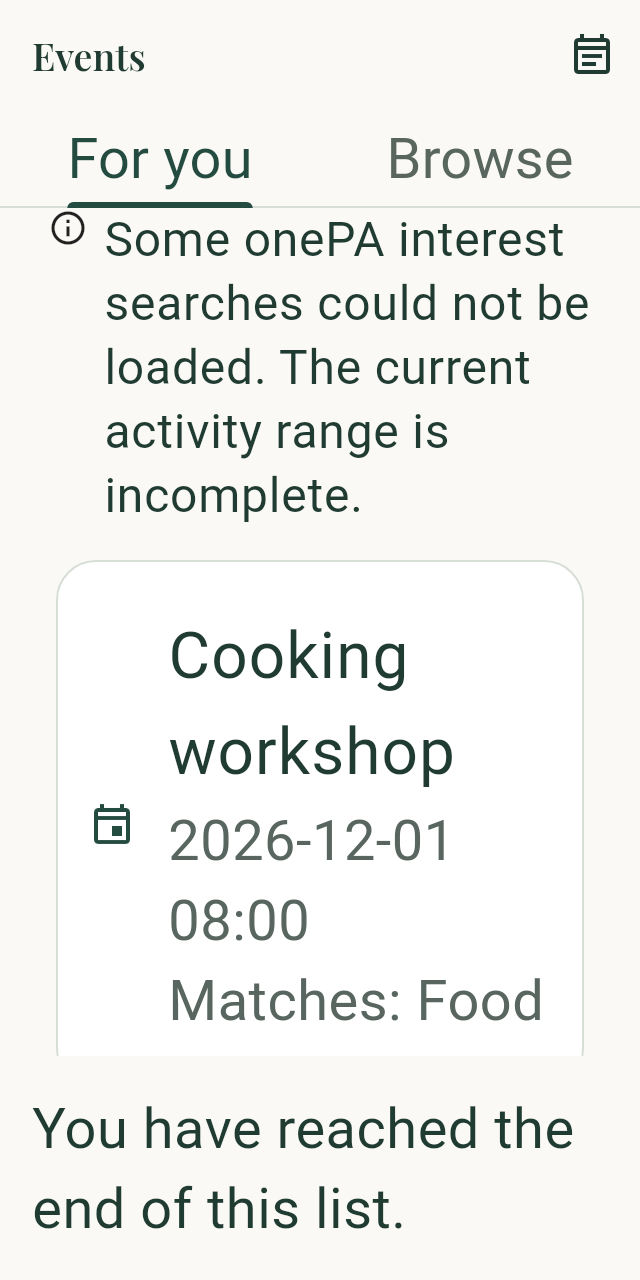 Events
For you
Browse
Some onePA interest
searches could not be
loaded. The current
activity range is
incomplete.
Cooking
workshop
2026-12-01
08:00
Matches: Food
You have reached the
end of this list.